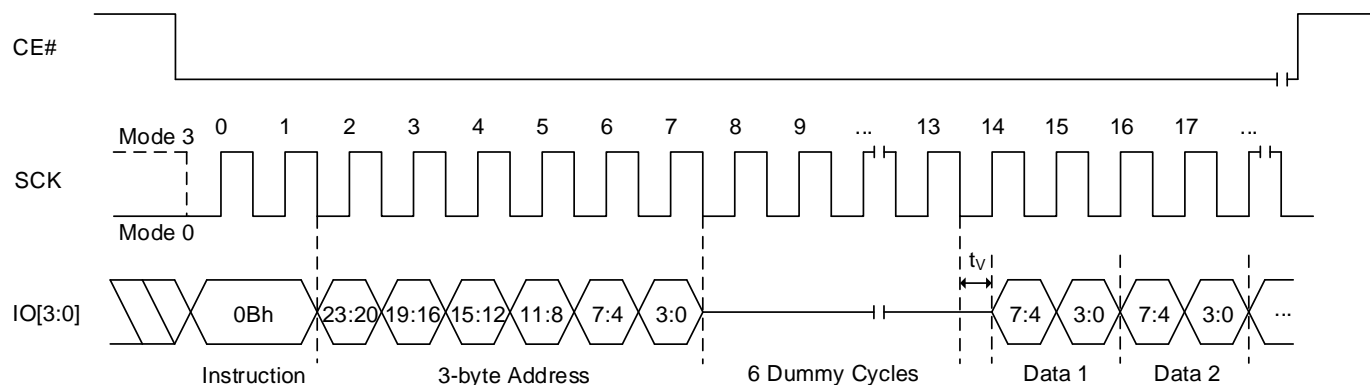 CE#
0 1 2 3 4 5 6 7 8 9 ... 13 14 15 16 17 ...
Mode 3
SCK
Mode 0
tV
IO[3:0] 0Bh 23:20 19:16 15:12 11:8 7:4 3:0 7:4 3:0 7:4 3:0 ...
Instruction 3-byte Address 6 Dummy Cycles Data 1 Data 2